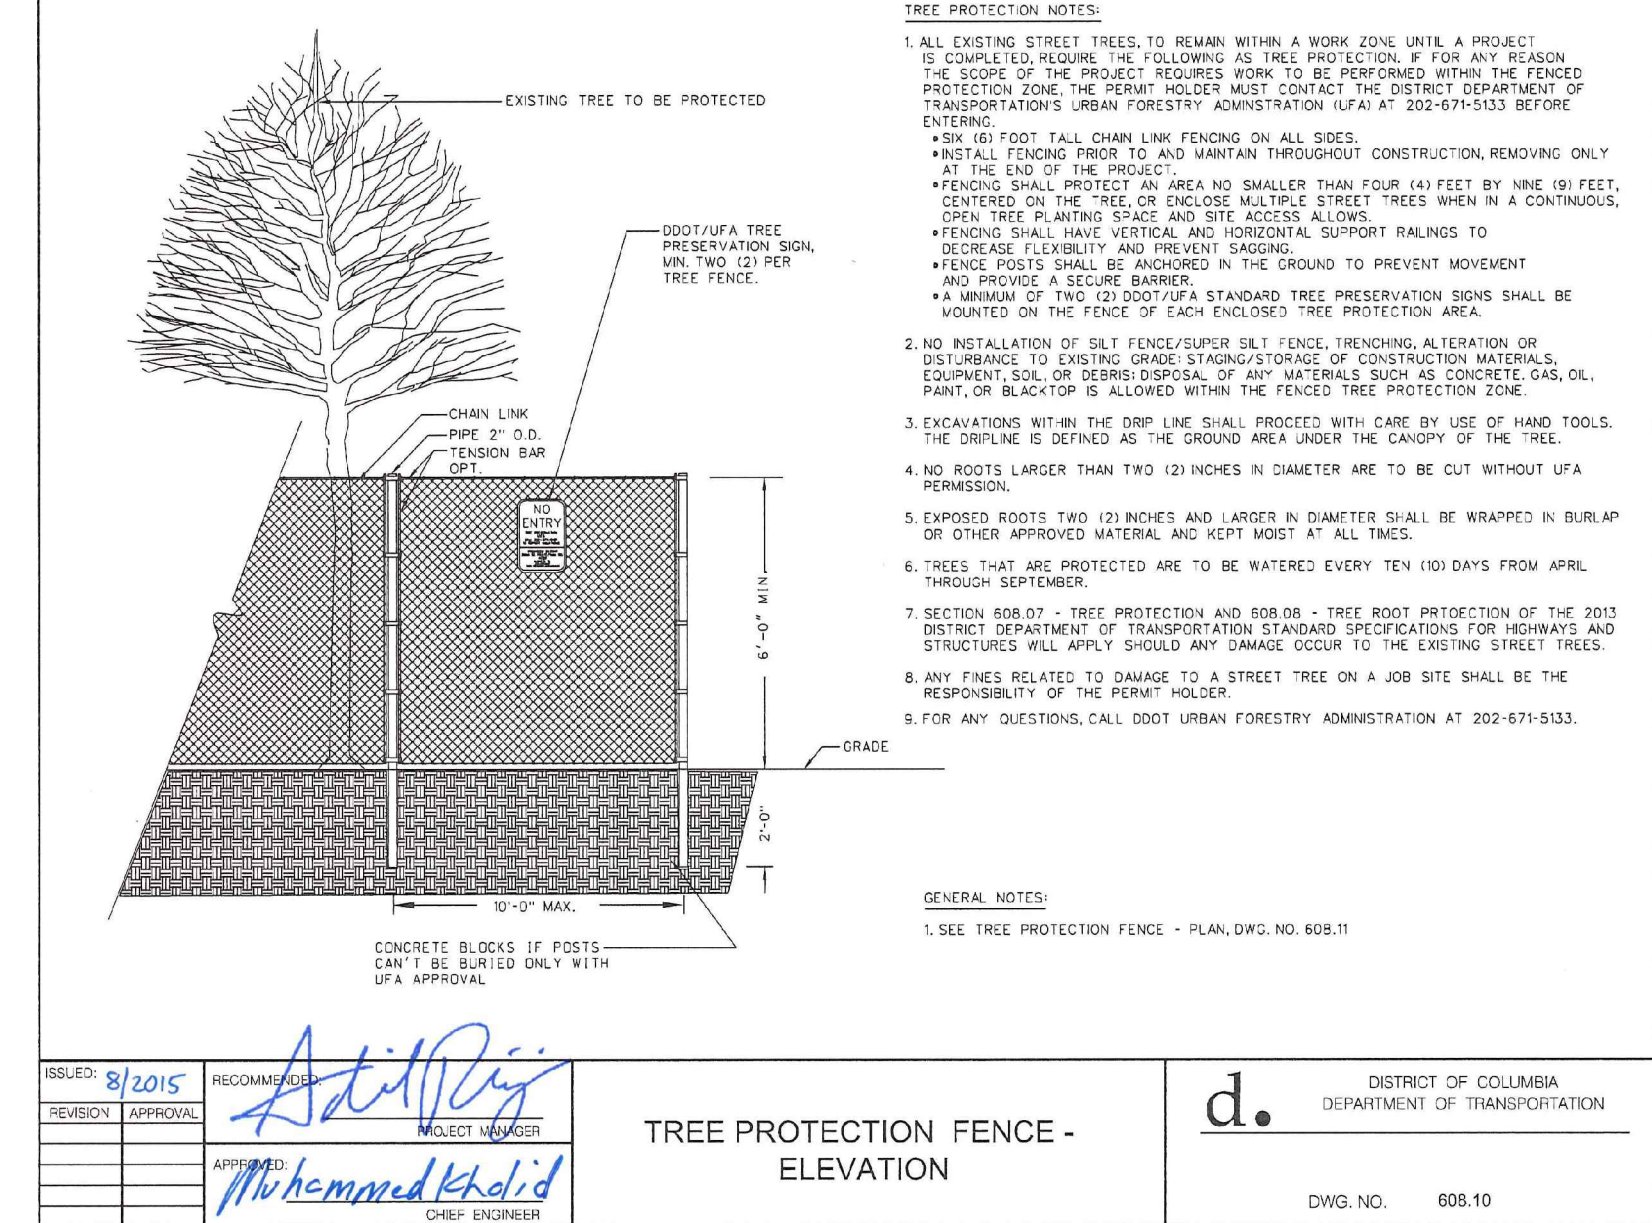 TREE PROTECTION NOTES:
1. ALL EXISTING STREET TREES, TO REMAIN WITHIN A WORK ZONE UNTIL A PROJECT
IS COMPLETED, REQUIRE THE FOLLOWING AS TREE PROTECTION. IF FOR ANY REASON
THE SCOPE OF THE PROJECT REQUIRES WORK TO BE PERFORMED WITHIN THE FENCED
PROTECTION ZONE, THE PERMIT HOLDER MUST CONTACT THE DISTRICT DEPARTMENT OF
TRANSPORTATION'S URBAN FORESTRY ADMINSTRATION (UFA) AT 202-671-5133 BEFORE
ENTERING.
• SIX (6) FOOT TALL CHAIN LINK FENCING ON ALL SIDES.
• INSTALL FENCING PRIOR TO AND MAINTAIN THROUGHOUT CONSTRUCTION, REMOVING ONLY
AT THE END OF THE PROJECT.
• FENCING SHALL PROTECT AN AREA NO SMALLER THAN FOUR (4) FEET BY NINE (9) FEET,
CENTERED ON THE TREE, OR ENCLOSE MULTIPLE STREET TREES WHEN IN A CONTINUOUS,
OPEN TREE PLANTING SPACE AND SITE ACCESS ALLOWS.
• FENCING SHALL HAVE VERTICAL AND HORIZONTAL SUPPORT RAILINGS TO
DECREASE FLEXIBILITY AND PREVENT SAGGING.
• FENCE POSTS SHALL BE ANCHORED IN THE GROUND TO PREVENT MOVEMENT
AND PROVIDE A SECURE BARRIER.
• A MINIMUM OF TWO (2) DDOT/UFA STANDARD TREE PRESERVATION SIGNS SHALL BE
MOUNTED ON THE FENCE OF EACH ENCLOSED TREE PROTECTION AREA.
2. NO INSTALLATION OF SILT FENCE/SUPER SILT FENCE, TRENCHING, ALTERATION OR
DISTURBANCE TO EXISTING GRADE; STAGING/STORAGE OF CONSTRUCTION MATERIALS,
EQUIPMENT, SOIL, OR DEBRIS; DISPOSAL OF ANY MATERIALS SUCH AS CONCRETE, GAS, OIL,
PAINT, OR BLACKTOP IS ALLOWED WITHIN THE FENCED TREE PROTECTION ZONE.
3. EXCAVATIONS WITHIN THE DRIP LINE SHALL PROCEED WITH CARE BY USE OF HAND TOOLS.
THE DRIPLINE IS DEFINED AS THE GROUND AREA UNDER THE CANOPY OF THE TREE.
4. NO ROOTS LARGER THAN TWO (2) INCHES IN DIAMETER ARE TO BE CUT WITHOUT UFA
PERMISSION.
5. EXPOSED ROOTS TWO (2) INCHES AND LARGER IN DIAMETER SHALL BE WRAPPED IN BURLAP
OR OTHER APPROVED MATERIAL AND KEPT MOIST AT ALL TIMES.
6. TREES THAT ARE PROTECTED ARE TO BE WATERED EVERY TEN (10) DAYS FROM APRIL
THROUGH SEPTEMBER.
7. SECTION 608.07 - TREE PROTECTION AND 608.08 - TREE ROOT PRTOECTION OF THE 2013
DISTRICT DEPARTMENT OF TRANSPORTATION STANDARD SPECIFICATIONS FOR HIGHWAYS AND
STRUCTURES WILL APPLY SHOULD ANY DAMAGE OCCUR TO THE EXISTING STREET TREES.
8. ANY FINES RELATED TO DAMAGE TO A STREET TREE ON A JOB SITE SHALL BE THE
RESPONSIBILITY OF THE PERMIT HOLDER.
9. FOR ANY QUESTIONS, CALL DDOT URBAN FORESTRY ADMINISTRATION AT 202-671-5133.
EXISTING TREE TO BE PROTECTED
DDOT/UFA TREE
PRESERVATION SIGN,
MIN. TWO (2) PER
TREE FENCE.
CHAIN LINK
PIPE 2" O.D.
TENSION BAR
OPT.
NO
ENTRY
6'-0" MIN
GRADE
2'-0"
10'-0" MAX.
CONCRETE BLOCKS IF POSTS
CAN'T BE BURIED ONLY WITH
UFA APPROVAL
GENERAL NOTES:
1. SEE TREE PROTECTION FENCE - PLAN, DWG. NO. 608.11
ISSUED: 8/2015
REVISION APPROVAL
RECOMMENDED:
PROJECT MANAGER
APPROVED:
Muhammed Khalid
CHIEF ENGINEER
TREE PROTECTION FENCE -
ELEVATION
d.
DISTRICT OF COLUMBIA
DEPARTMENT OF TRANSPORTATION
DWG. NO. 608.10